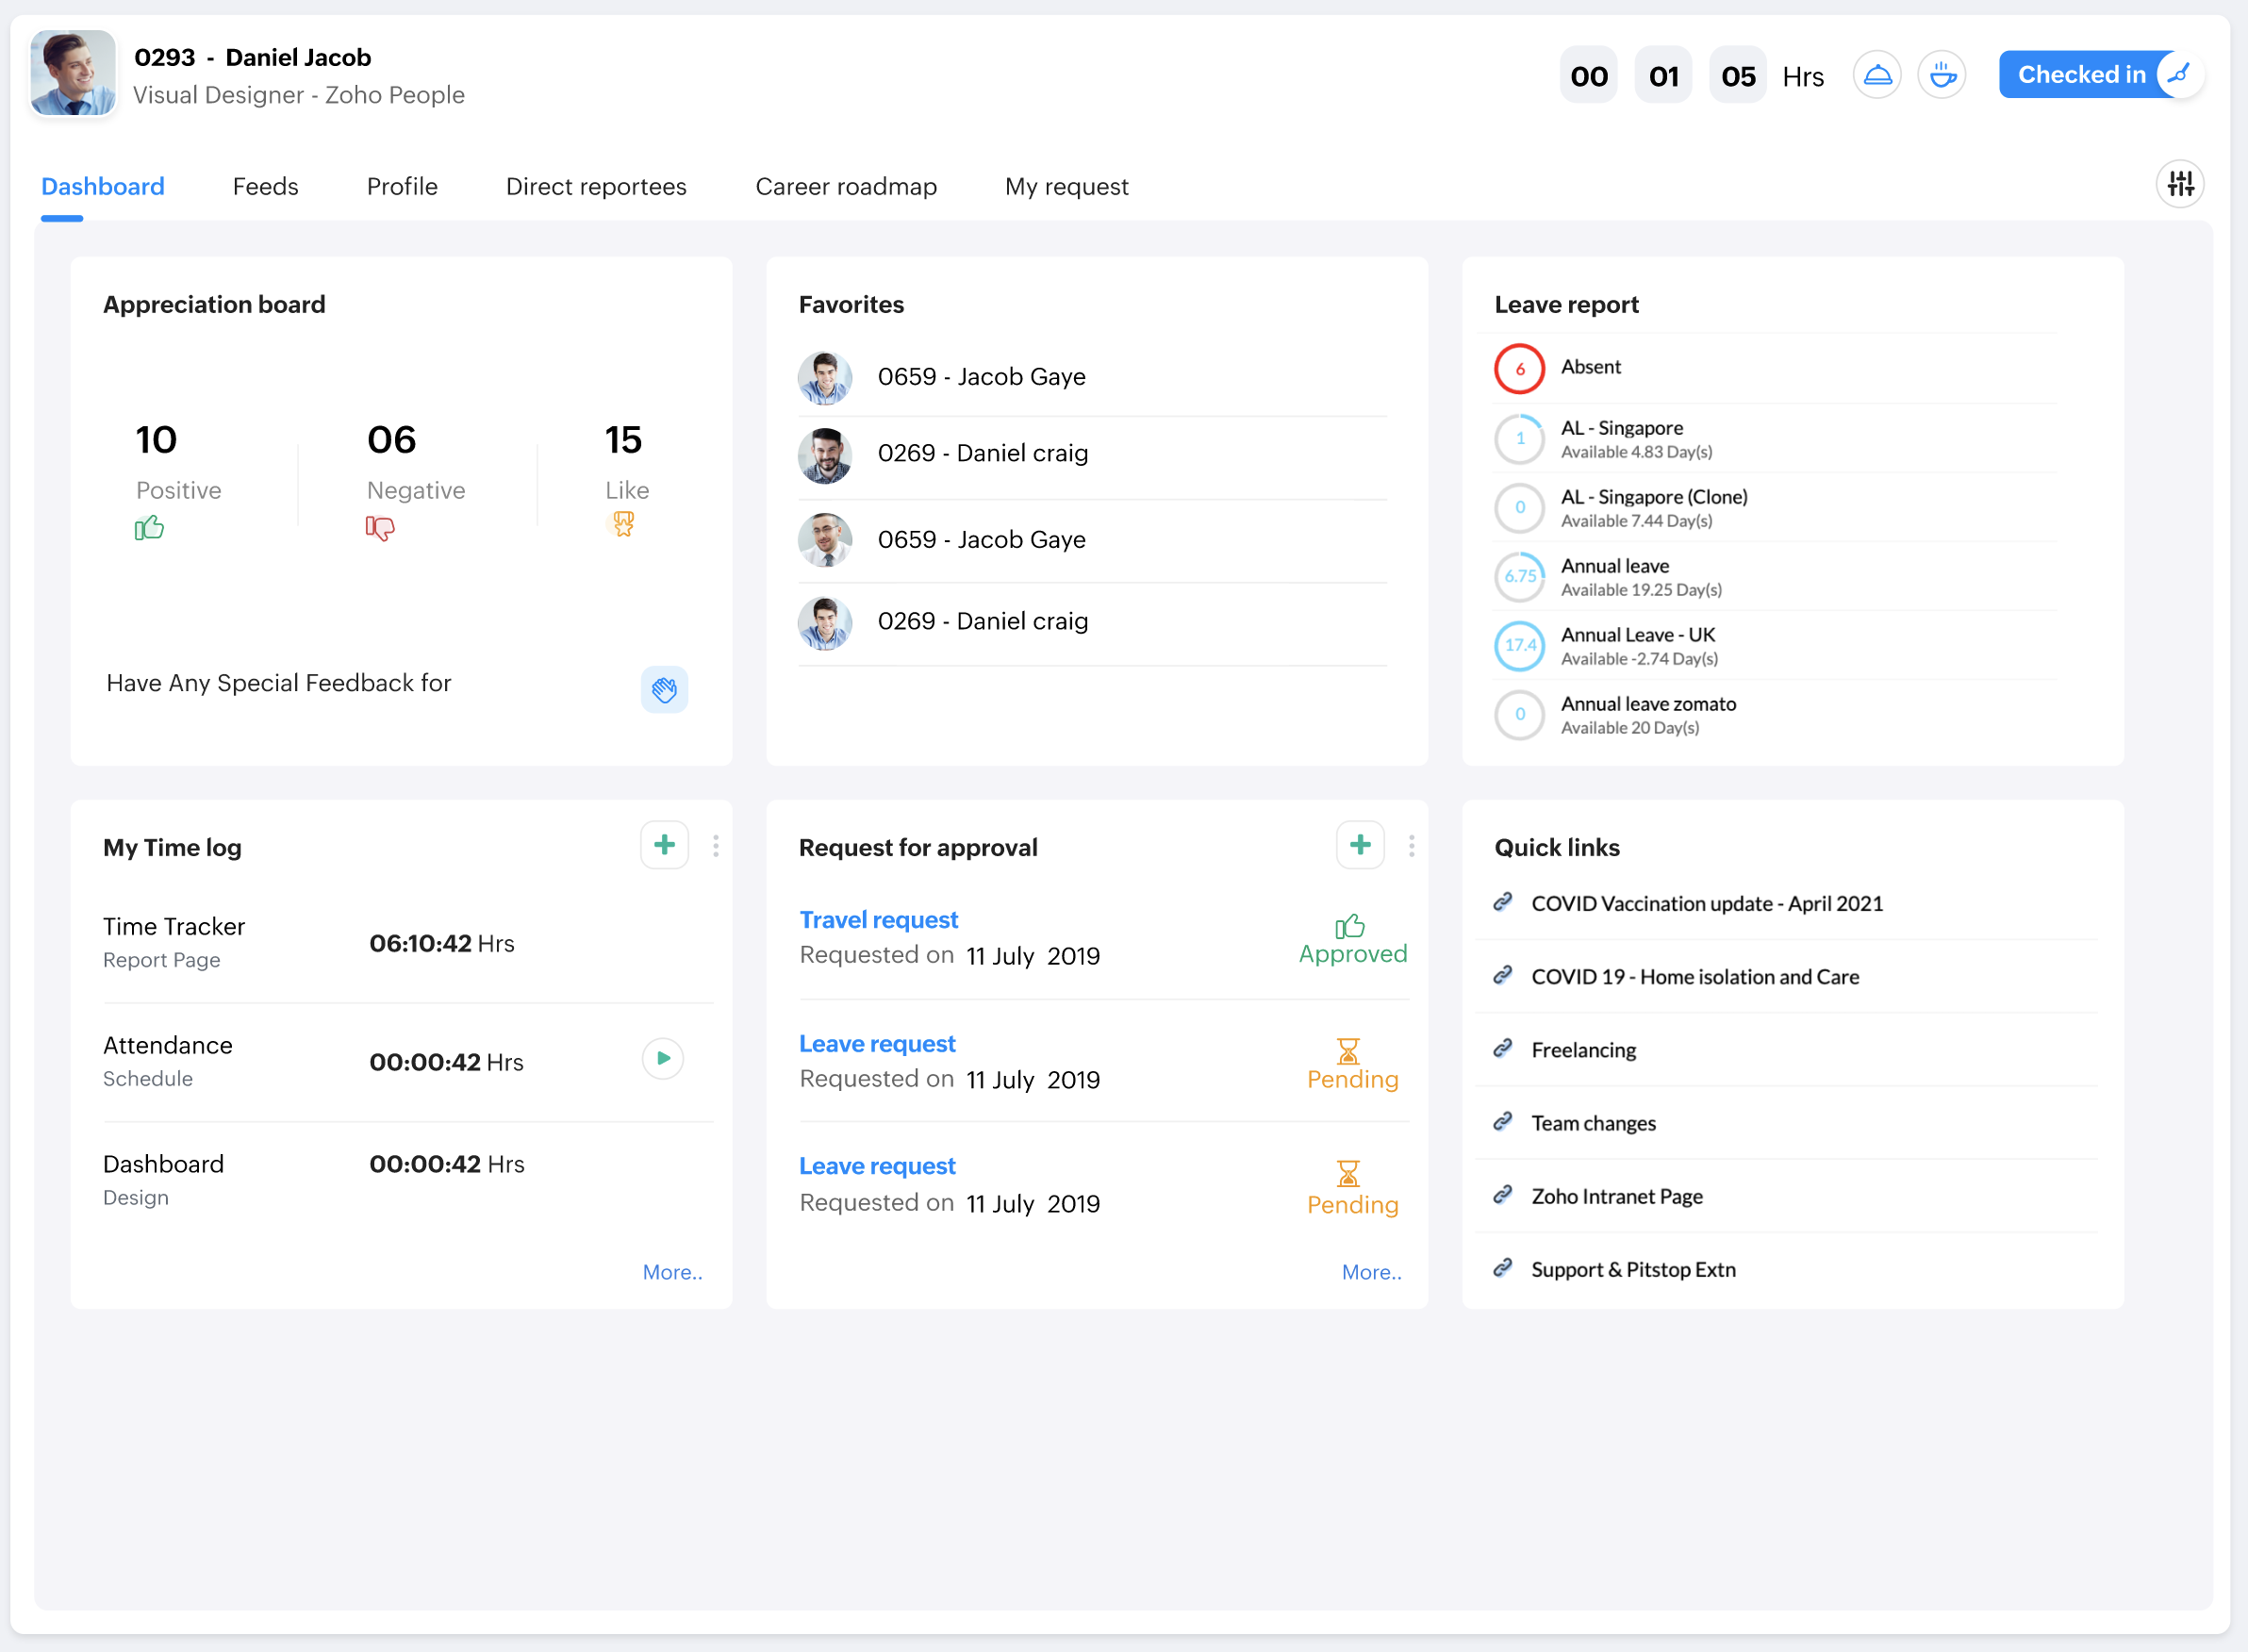 0293 - Daniel Jacob
Visual Designer - Zoho People
00 01 05 Hrs
Checked in
Dashboard Feeds Profile Direct reportees Career roadmap My request
Appreciation board
10 06 15
Positive Negative Like
Have Any Special Feedback for
Favorites
0659 - Jacob Gaye
0269 - Daniel craig
0659 - Jacob Gaye
0269 - Daniel craig
Leave report
6 Absent
1 AL - Singapore
Available 4.83 Day(s)
0 AL - Singapore (Clone)
Available 7.44 Day(s)
6.75 Annual leave
Available 19.25 Day(s)
17.4 Annual Leave - UK
Available -2.74 Day(s)
0 Annual leave zomato
Available 20 Day(s)
My Time log
Time Tracker
Report Page
06:10:42 Hrs
Attendance
Schedule
00:00:42 Hrs
Dashboard
Design
00:00:42 Hrs
More..
Request for approval
Travel request
Requested on 11 July 2019
Approved
Leave request
Requested on 11 July 2019
Pending
Leave request
Requested on 11 July 2019
Pending
More..
Quick links
COVID Vaccination update - April 2021
COVID 19 - Home isolation and Care
Freelancing
Team changes
Zoho Intranet Page
Support & Pitstop Extn